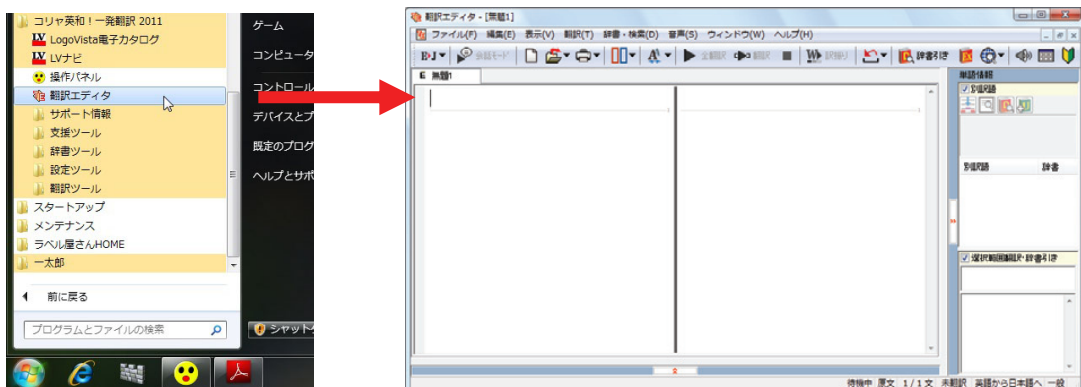 コリャ英和！一発翻訳 2011
LogoVista電子カタログ
LVナビ
操作パネル
翻訳エディタ
サポート情報
支援ツール
辞書ツール
設定ツール
翻訳ツール
スタートアップ
メンテナンス
ラベル屋さんHOME
一太郎
前に戻る
プログラムとファイルの検索
ゲーム
コンピュータ
コントロール
デバイスとプ
既定のプログ
ヘルプとサポ
シャット
翻訳エディタ - [無題1]
ファイル(F) 編集(E) 表示(V) 翻訳(T) 辞書・検索(D) 音声(S) ウィンドウ(W) ヘルプ(H)
辞書引き
E 無題1
単語情報
別訳語
別訳語 辞書
選択範囲翻訳・辞書引き
待機中 原文 1/1文 未翻訳 英語から日本語へ 一般